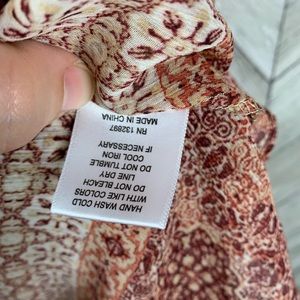 HAND WASH COLD
WITH LIKE COLORS
DO NOT BLEACH
LINE DRY
DO NOT TUMBLE
COOL IRON
IF NECESSARY
RN 132897
MADE IN CHINA